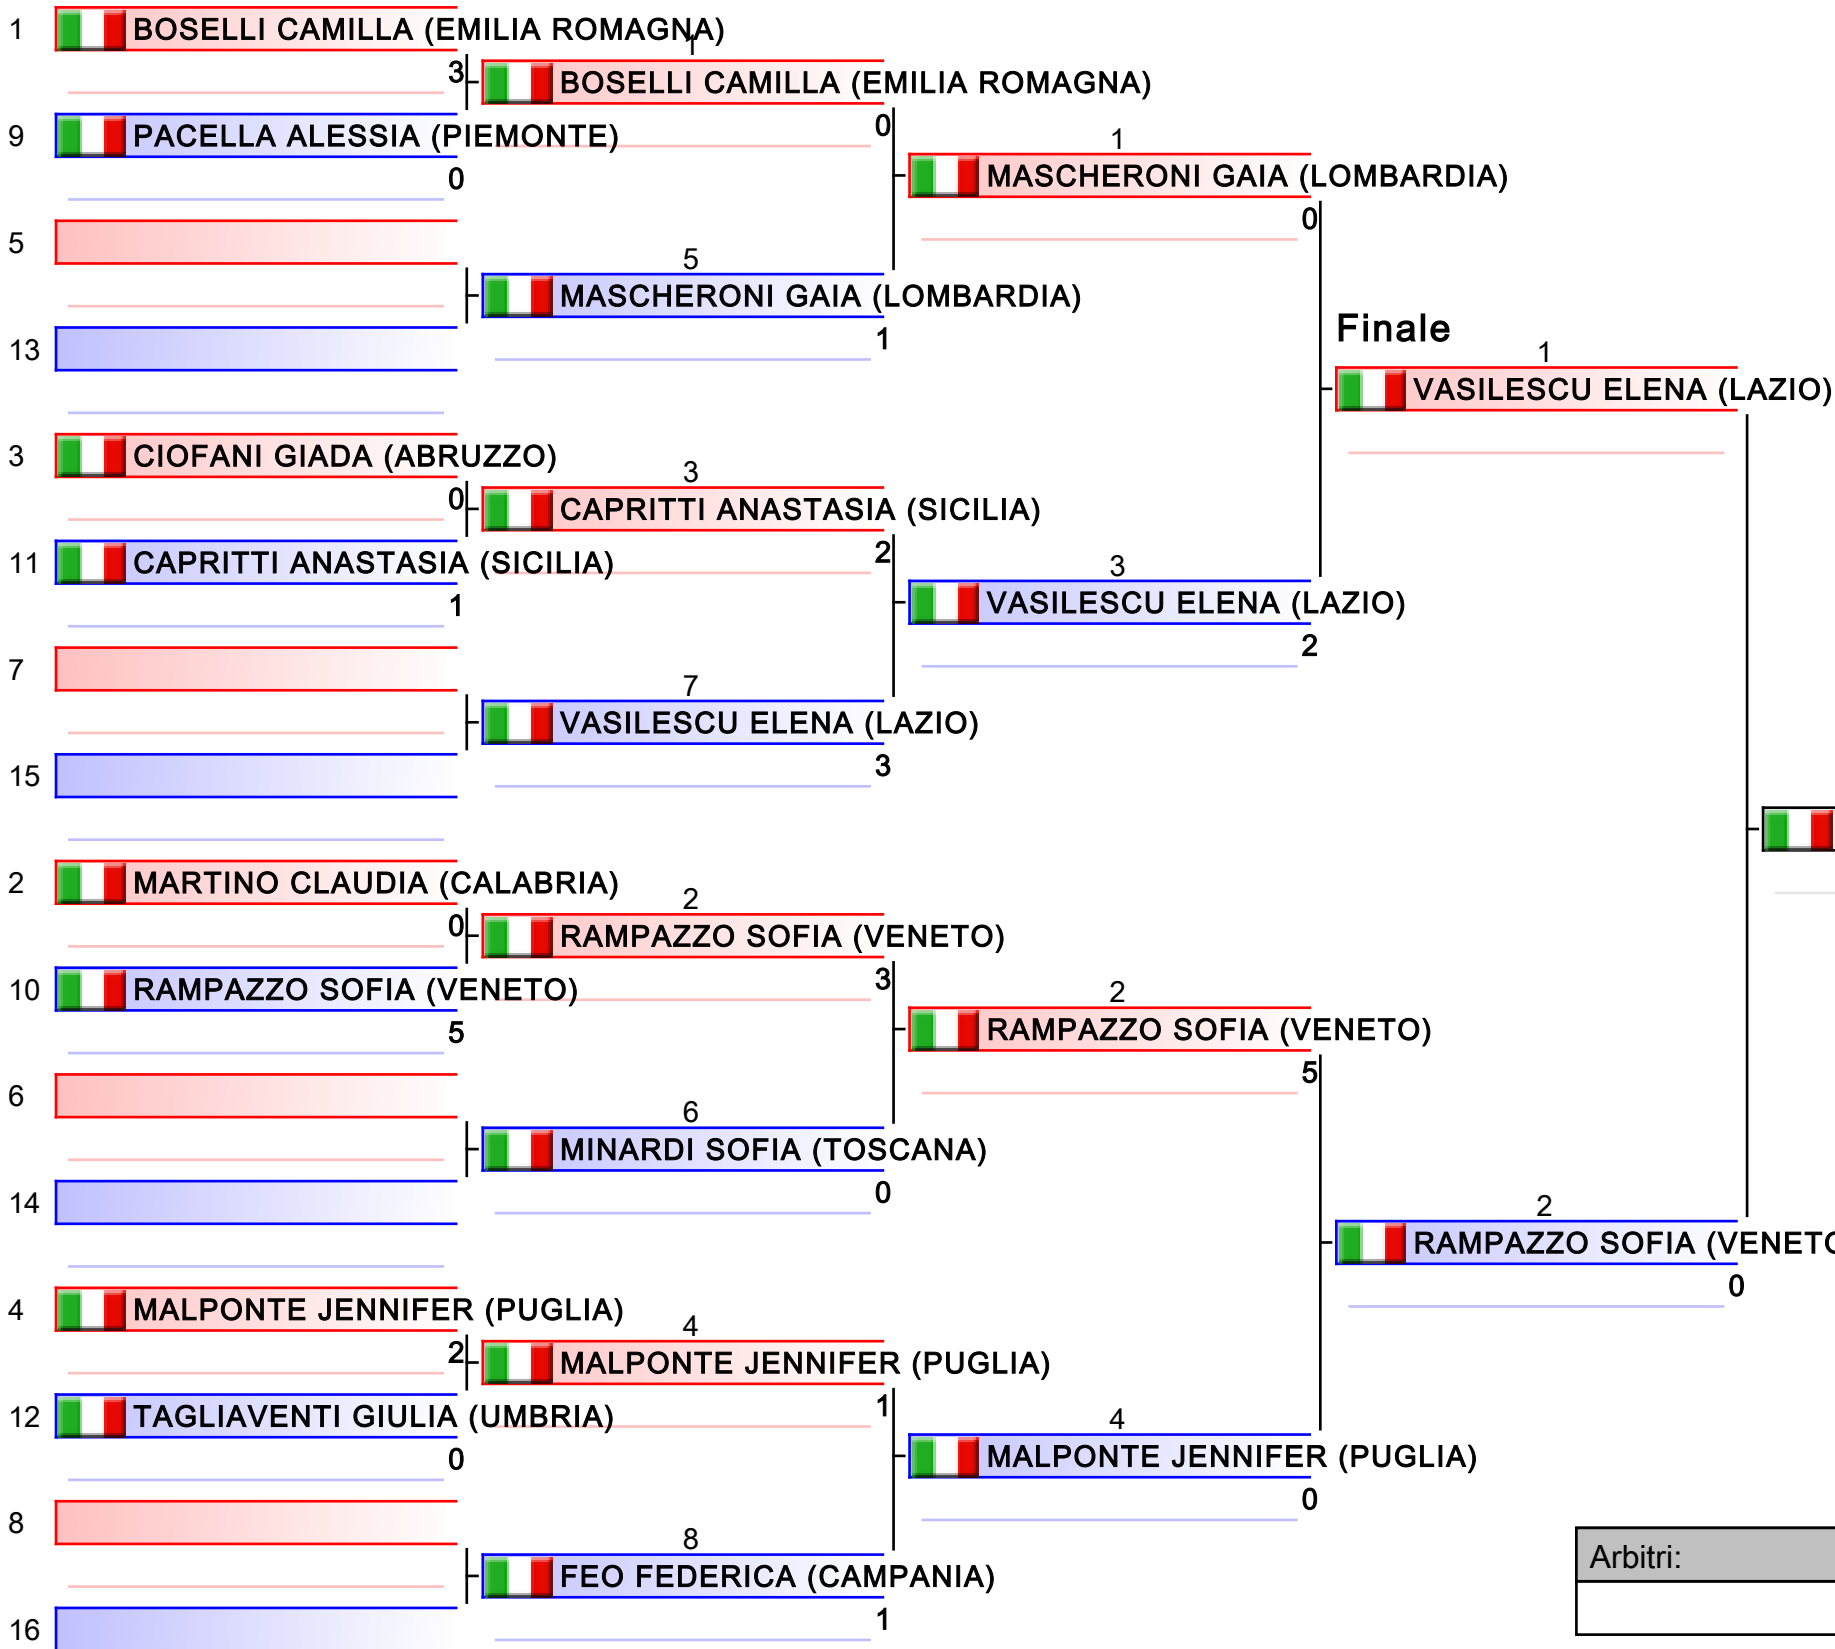 1 BOSELLI CAMILLA (EMILIA ROMAGNA)
3
1
BOSELLI CAMILLA (EMILIA ROMAGNA)
9 PACELLA ALESSIA (PIEMONTE)
0
0
1
MASCHERONI GAIA (LOMBARDIA)
0
5
5
MASCHERONI GAIA (LOMBARDIA)
1
13
Finale
1
VASILESCU ELENA (LAZIO)
3 CIOFANI GIADA (ABRUZZO)
0
3
CAPRITTI ANASTASIA (SICILIA)
2
11 CAPRITTI ANASTASIA (SICILIA)
1
3
VASILESCU ELENA (LAZIO)
2
7
7
VASILESCU ELENA (LAZIO)
3
15
2 MARTINO CLAUDIA (CALABRIA)
0
2
RAMPAZZO SOFIA (VENETO)
3
10 RAMPAZZO SOFIA (VENETO)
5
2
RAMPAZZO SOFIA (VENETO)
5
6
6
MINARDI SOFIA (TOSCANA)
0
14
2
RAMPAZZO SOFIA (VENETO
0
4 MALPONTE JENNIFER (PUGLIA)
2
4
MALPONTE JENNIFER (PUGLIA)
1
12 TAGLIAVENTI GIULIA (UMBRIA)
0
4
MALPONTE JENNIFER (PUGLIA)
0
8
8
FEO FEDERICA (CAMPANIA)
1
16
Arbitri: